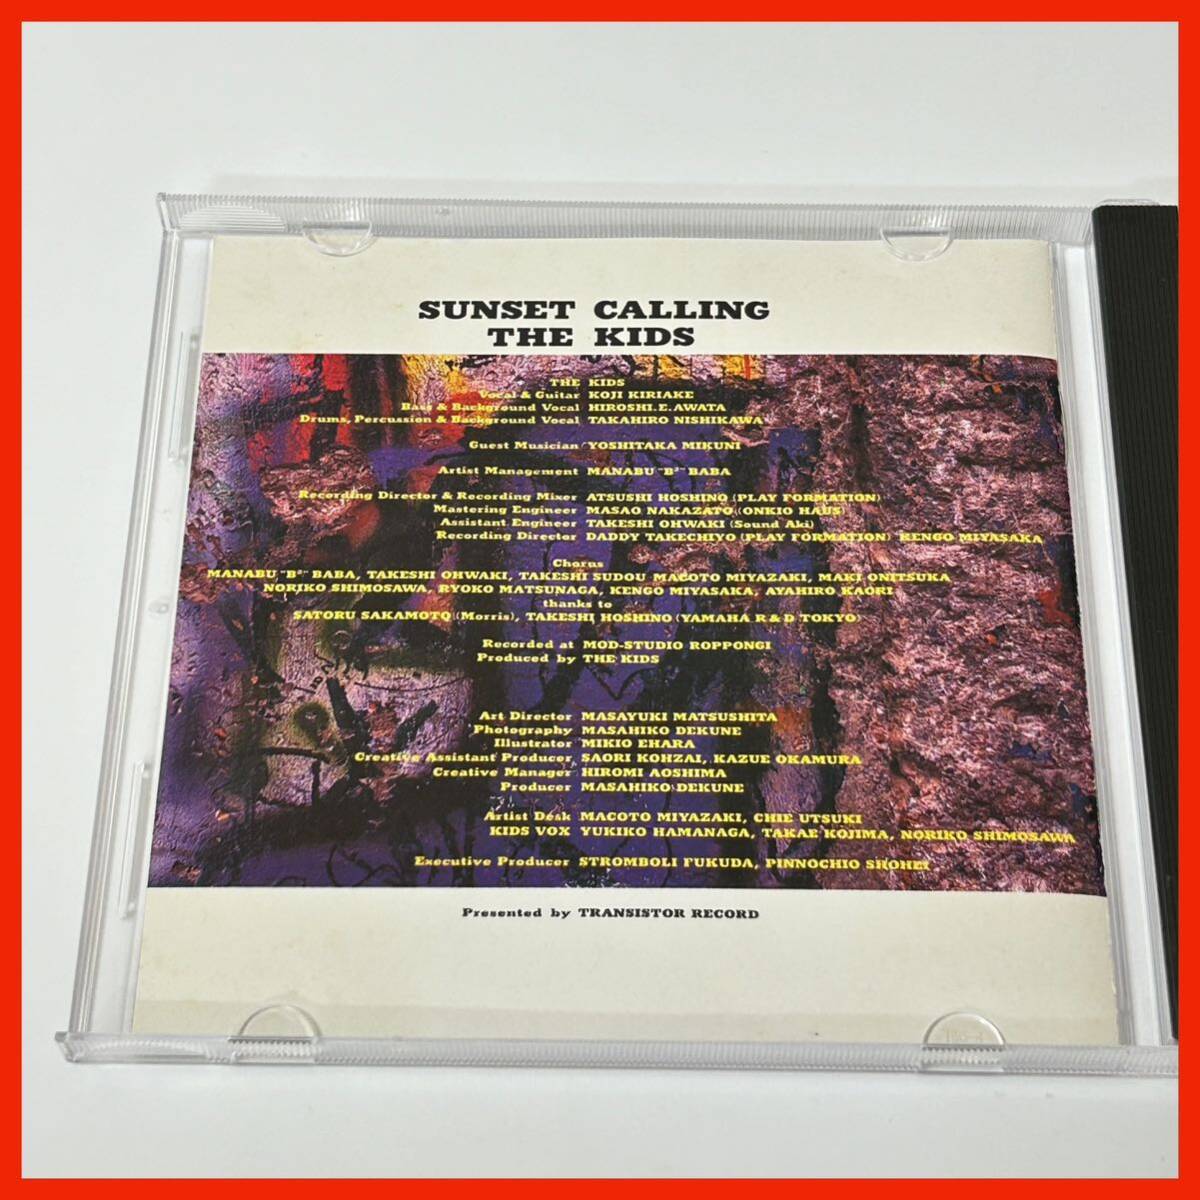 SUNSET CALLING
THE KIDS
THE KIDS
Vocal & Guitar KOJI KIRIAKE
Bass & Background Vocal HIROSHI.E.AWATA
Drums, Percussion & Background Vocal TAKAHIRO NISHIKAWA
Guest Musician YOSHITAKA MIKUNI
Artist Management MANABU "B²" BABA
Recording Director & Recording Mixer ATSUSHI HOSHINO (PLAY FORMATION)
Mastering Engineer MASAO NAKAZATO (ONKIO HAUS)
Assistant Engineer TAKESHI OHWAKI (Sound Aki)
Recording Director DADDY TAKECHIYO (PLAY FORMATION) KENGO MIYASAKA
Chorus
MANABU "B²" BABA, TAKESHI OHWAKI, TAKESHI SUDOU MACOTO MIYAZAKI, MAKI ONITSUKA
NORIKO SHIMOSAWA, RYOKO MATSUNAGA, KENGO MIYASAKA, AYAHIRO KAORI
thanks to
SATORU SAKAMOTO (Morris), TAKESHI HOSHINO (YAMAHA R&D TOKYO)
Recorded at MOD-STUDIO ROPPONGI
Produced by THE KIDS
Art Director MASAYUKI MATSUSHITA
Photography MASAHIKO DEKUNE
Illustrator MIKIO EHARA
Creative Assistant Producer SAORI KOHZAI, KAZUE OKAMURA
Creative Manager HIROMI AOSHIMA
Producer MASAHIKO DEKUNE
Artist Desk MACOTO MIYAZAKI, CHIE UTSUKI
KIDS VOX YUKIKO HAMANAGA, TAKAE KOJIMA, NORIKO SHIMOSAWA
Executive Producer STROMBOLI FUKUDA, PINNOCHIO SHOHEI
Presented by TRANSISTOR RECORD